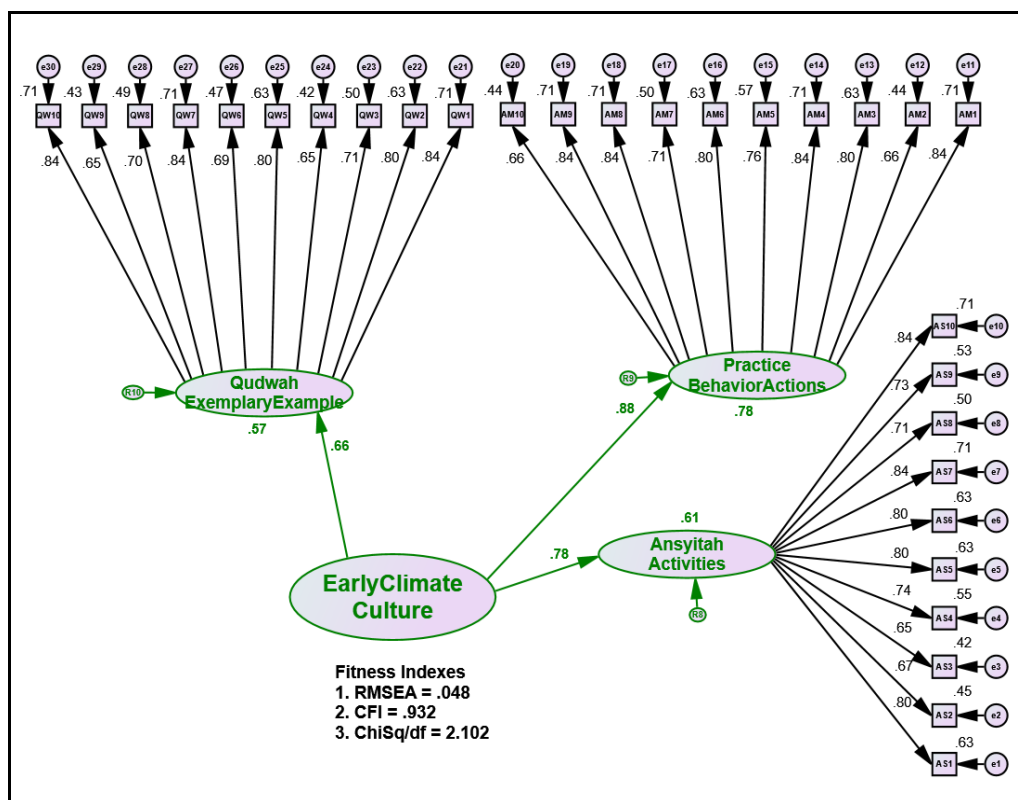 e30 e29 e28 e27 e26 e25 e24 e23 e22 e21 e20 e19 e18 e17 e16 e15 e14 e13 e12 e11
.71 .43 .49 .71 .47 .63 .42 .50 .63 .71 .44 .71 .71 .50 .63 .57 .71 .63 .44 .71
QW10 QW9 QW8 QW7 QW6 QW5 QW4 QW3 QW2 QW1 AM10 AM9 AM8 AM7 AM6 AM5 AM4 AM3 AM2 AM1
.84 .65 .70 .84 .69 .80 .65 .71 .80 .84 .66 .84 .84 .71 .80 .76 .84 .80 .66 .84
R10
Qudwah
ExemplaryExample
.57
.66
R9
Practice
BehaviorActions
.78
.88
.61
Ansyitah
Activities
.78
R8
EarlyClimate
Culture
.71
.84 AS10 e10
.53
.73 AS9 e9
.50
.71 AS8 e8
.71
.84 AS7 e7
.63
.80 AS6 e6
.63
.80 AS5 e5
.55
.74 AS4 e4
.42
.65 AS3 e3
.45
.67 AS2 e2
.63
.80 AS1 e1
Fitness Indexes
1. RMSEA = .048
2. CFI = .932
3. ChiSq/df = 2.102